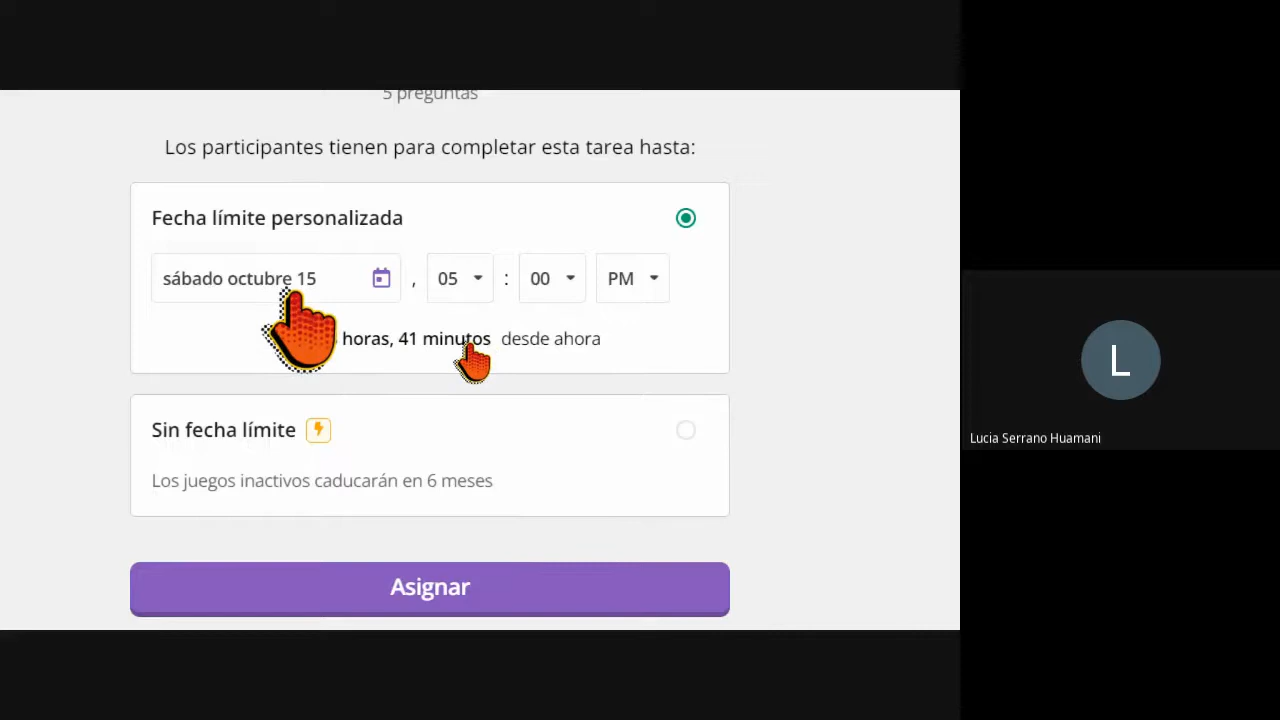 5 preguntas
Los participantes tienen para completar esta tarea hasta:
Fecha límite personalizada
sábado octubre 15 , 05 : 00 PM
horas, 41 minutos desde ahora
Sin fecha límite
Los juegos inactivos caducarán en 6 meses
Asignar
L
Lucia Serrano Huamani